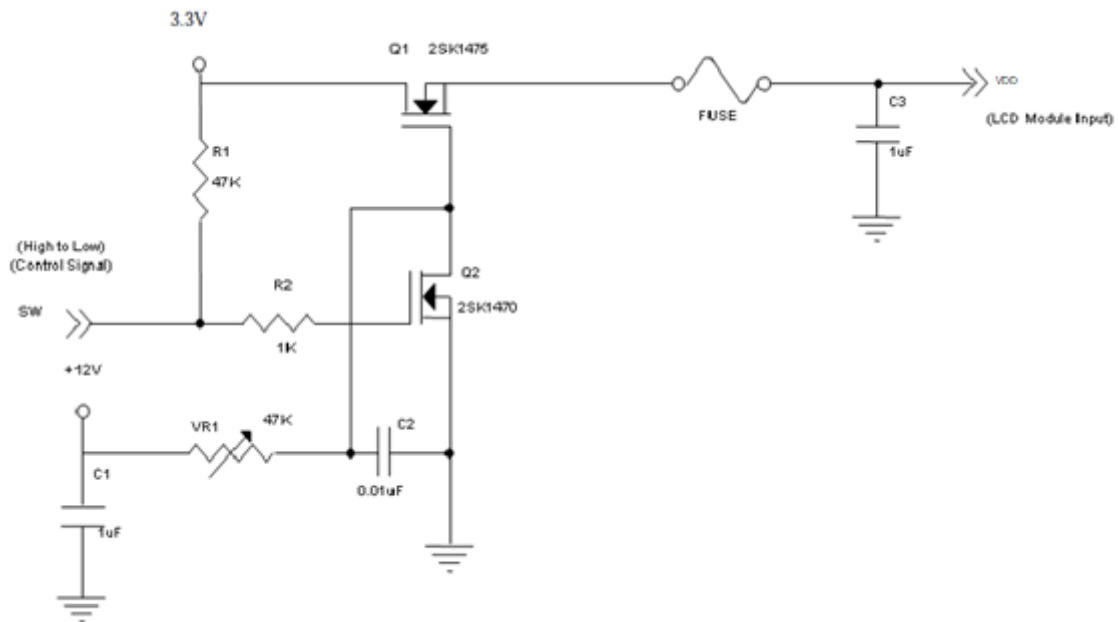 3.3V
Q1 2SK1475
FUSE
C3
VDD
(LCD Module Input)
1uF
R1
47K
(High to Low)
(Control Signal)
SW
R2
1K
Q2
2SK1470
+12V
VR1
47K
C2
0.01uF
C1
1uF